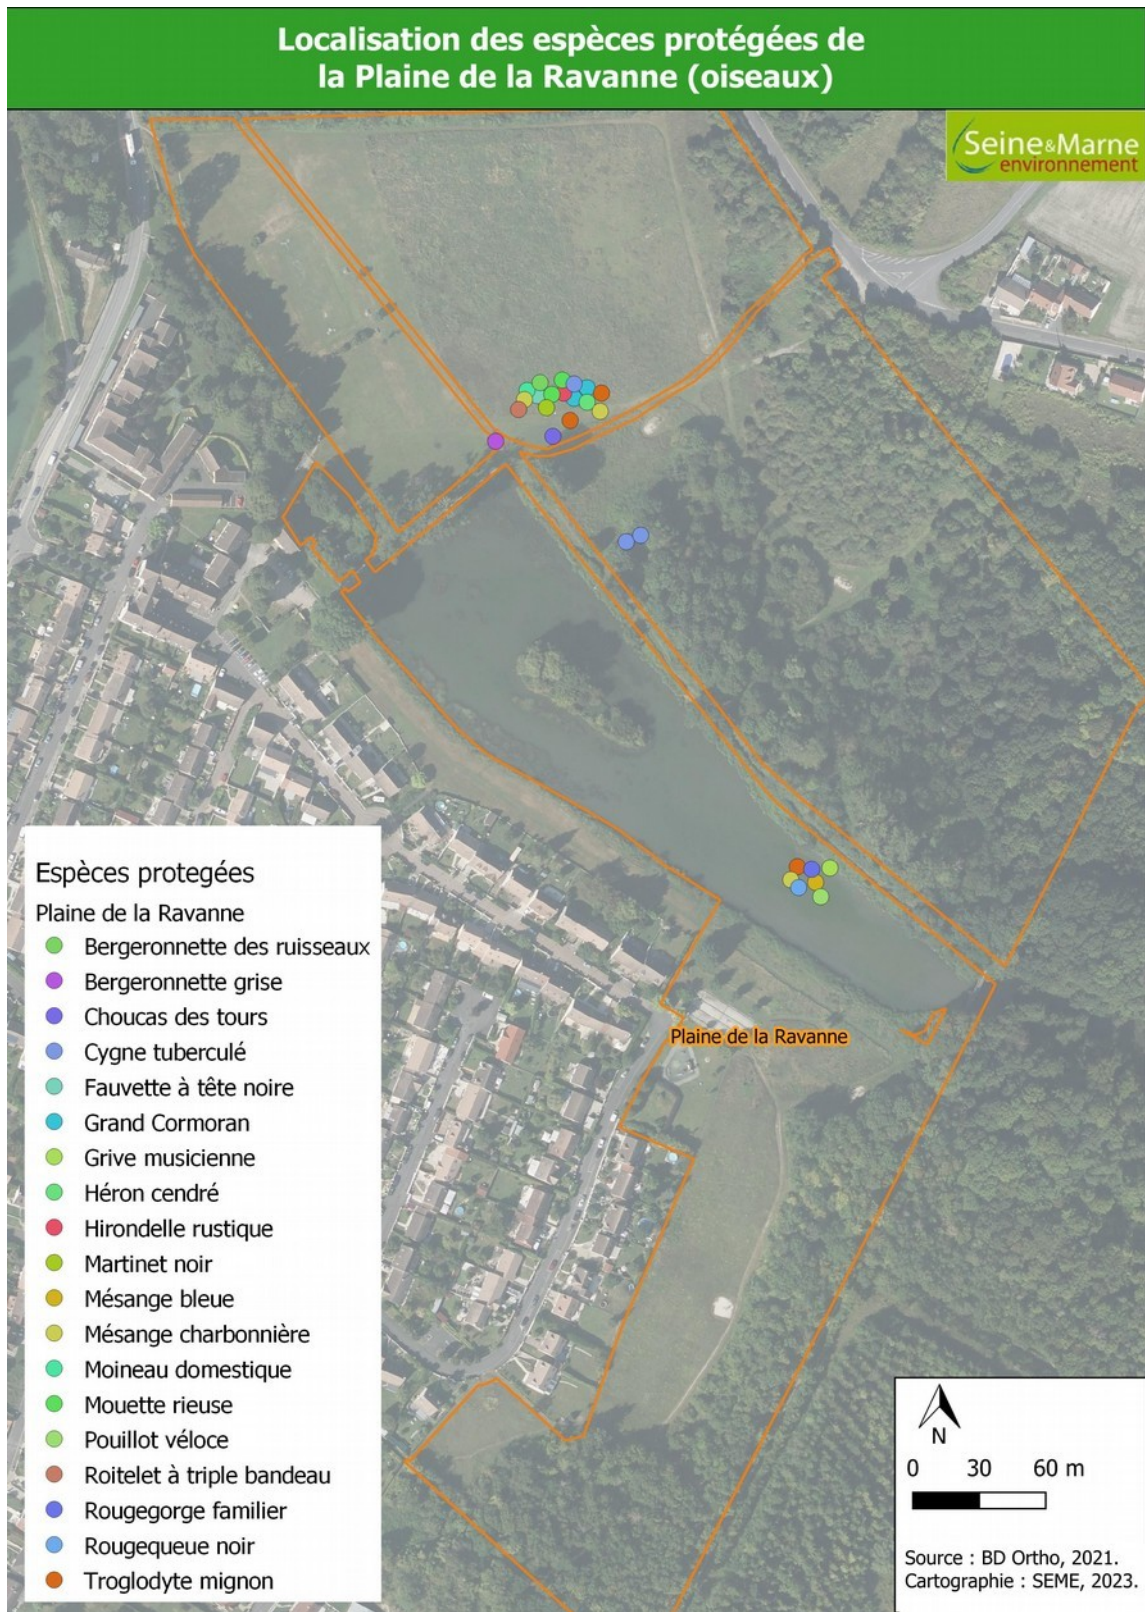 Localisation des espèces protégées de
la Plaine de la Ravanne (oiseaux)
Seine&Marne
environnement
Plaine de la Ravanne
Espèces protegées
Plaine de la Ravanne
Bergeronnette des ruisseaux
Bergeronnette grise
Choucas des tours
Cygne tuberculé
Fauvette à tête noire
Grand Cormoran
Grive musicienne
Héron cendré
Hirondelle rustique
Martinet noir
Mésange bleue
Mésange charbonnière
Moineau domestique
Mouette rieuse
Pouillot véloce
Roitelet à triple bandeau
Rougegorge familier
Rougequeue noir
Troglodyte mignon
N
0 30 60 m
Source : BD Ortho, 2021.
Cartographie : SEME, 2023.